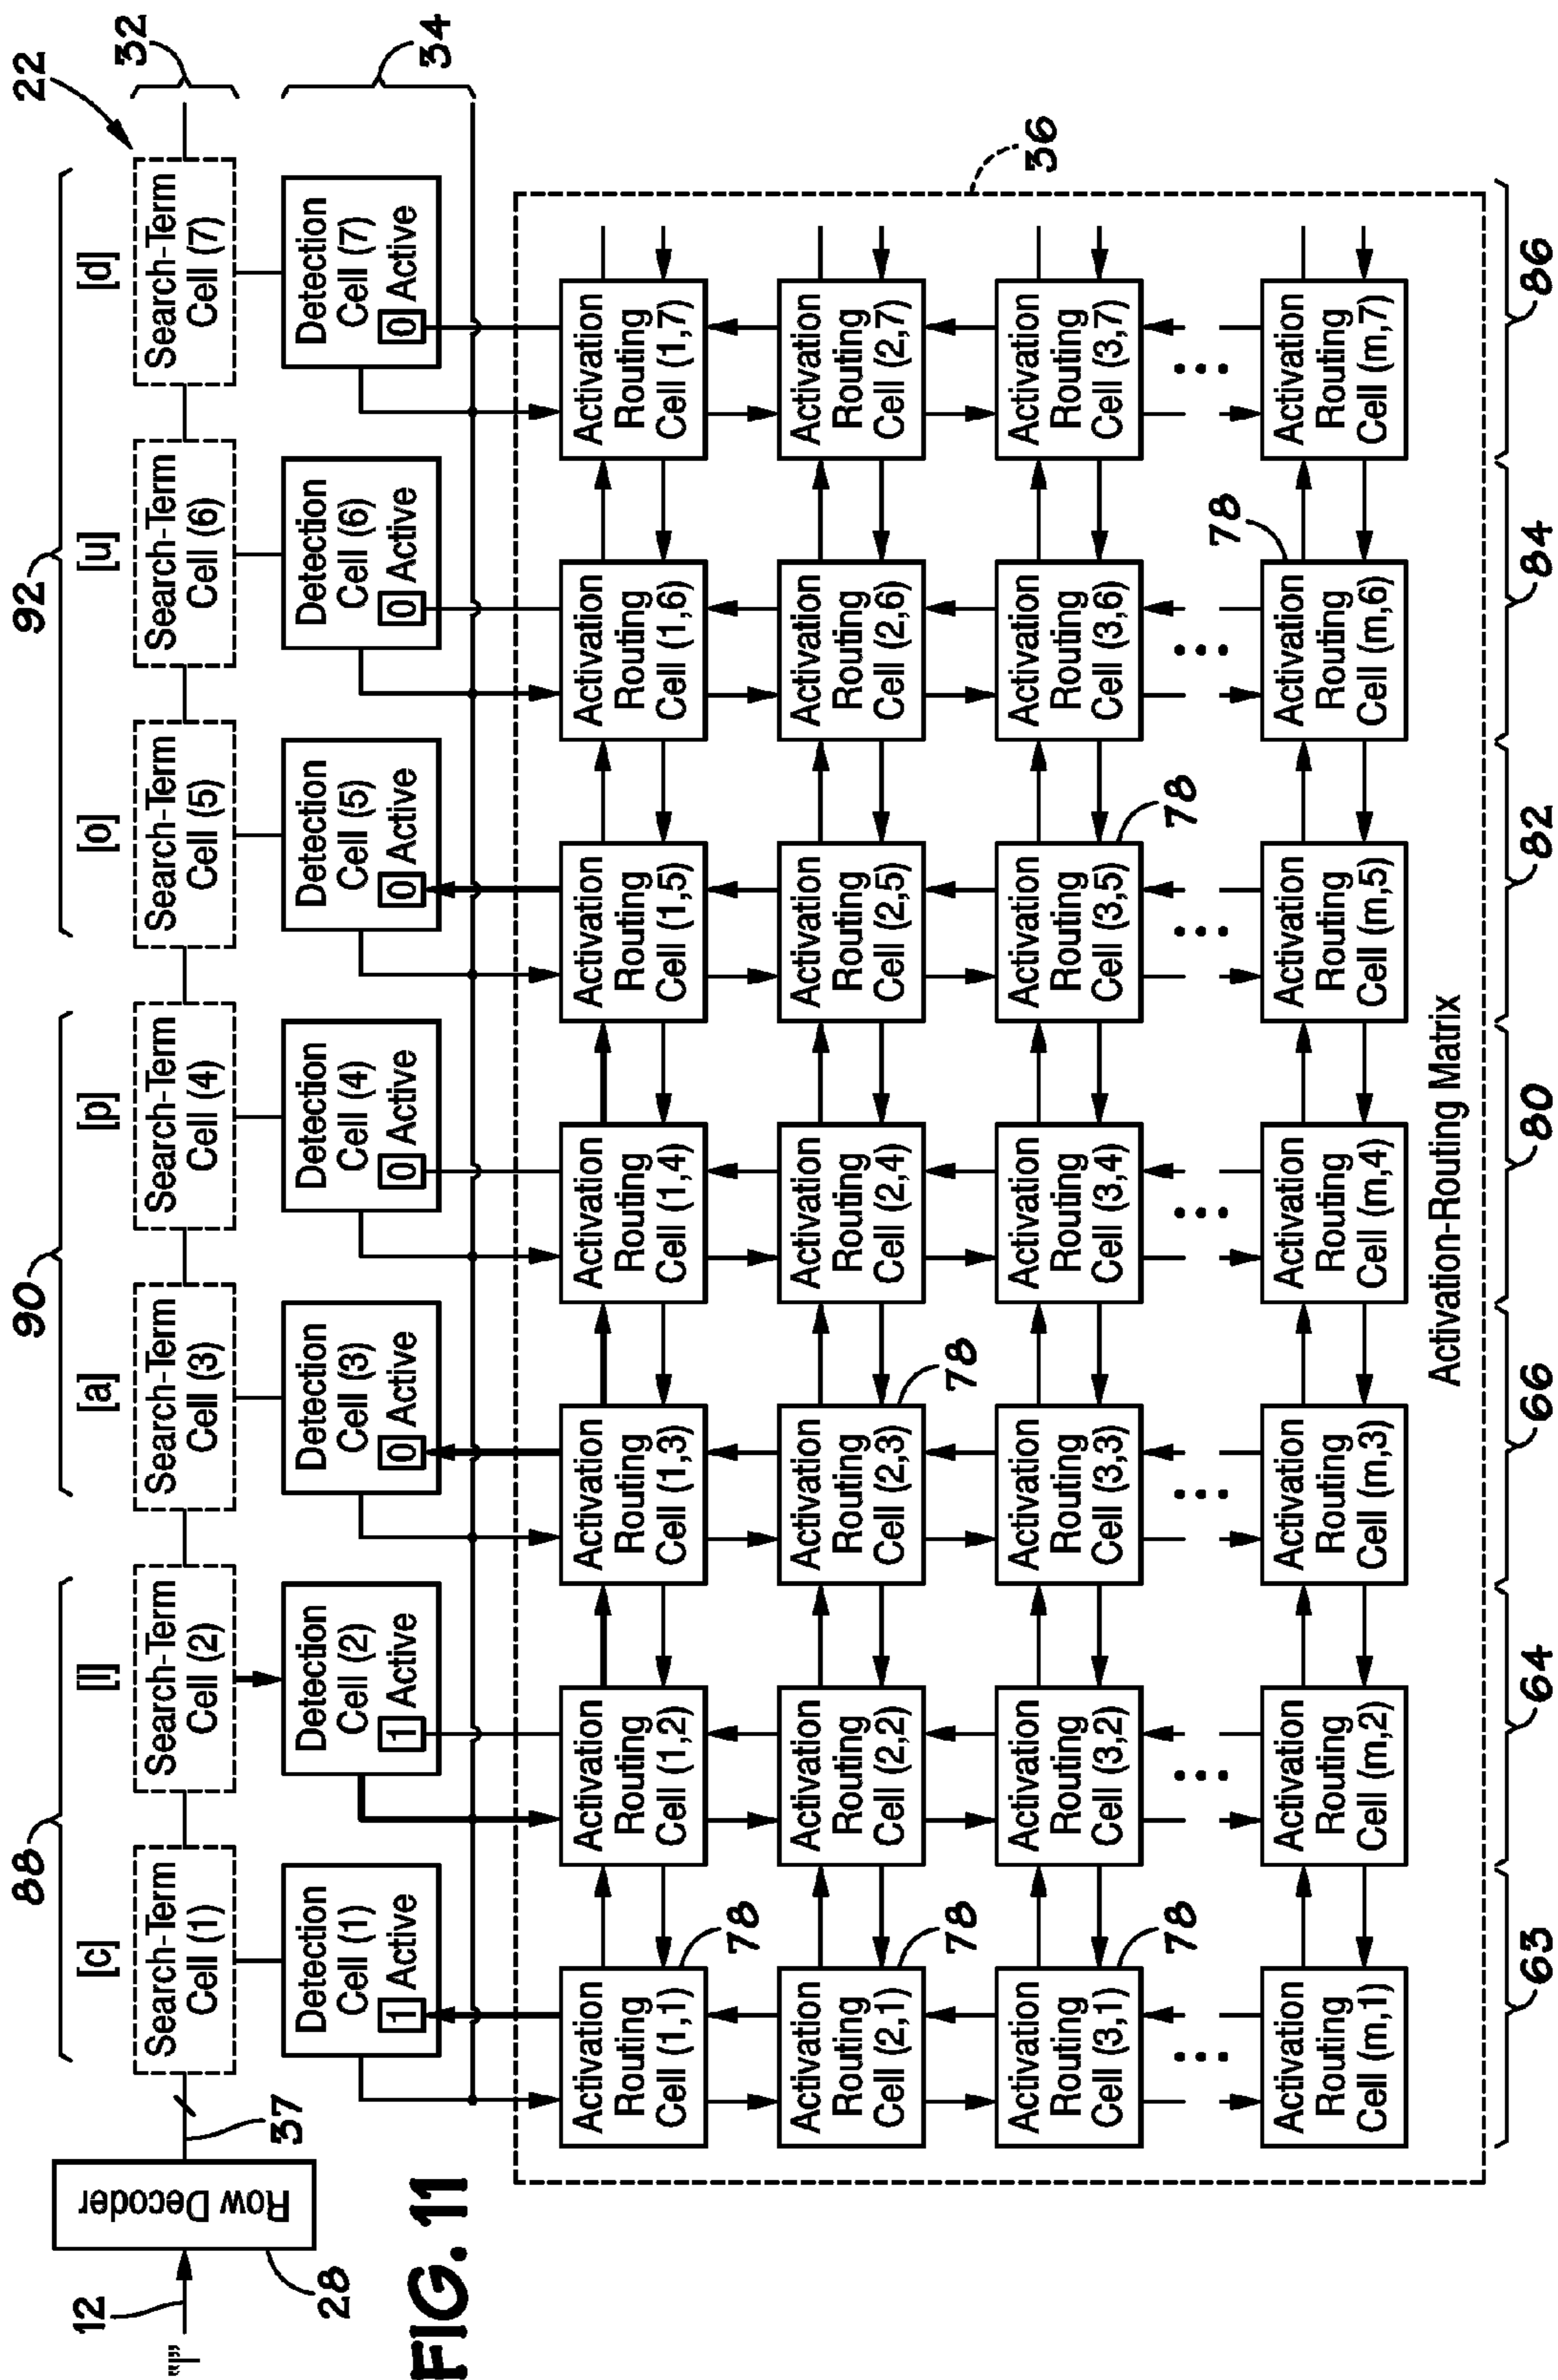 22
88
90
92
32
[c]
[l]
[a]
[p]
[o]
[u]
[d]
12
"l"
Row Decoder
28
37
Search-Term
Cell (1)
Search-Term
Cell (2)
Search-Term
Cell (3)
Search-Term
Cell (4)
Search-Term
Cell (5)
Search-Term
Cell (6)
Search-Term
Cell (7)
34
Detection
Cell (1)
1 Active
Detection
Cell (2)
1 Active
Detection
Cell (3)
0 Active
Detection
Cell (4)
0 Active
Detection
Cell (5)
0 Active
Detection
Cell (6)
0 Active
Detection
Cell (7)
0 Active
FIG. 11
36
Activation
Routing
Cell (1,1)
78
Activation
Routing
Cell (1,2)
Activation
Routing
Cell (1,3)
Activation
Routing
Cell (1,4)
Activation
Routing
Cell (1,5)
Activation
Routing
Cell (1,6)
Activation
Routing
Cell (1,7)
Activation
Routing
Cell (2,1)
78
Activation
Routing
Cell (2,2)
Activation
Routing
Cell (2,3)
78
Activation
Routing
Cell (2,4)
Activation
Routing
Cell (2,5)
Activation
Routing
Cell (2,6)
Activation
Routing
Cell (2,7)
Activation
Routing
Cell (3,1)
78
Activation
Routing
Cell (3,2)
Activation
Routing
Cell (3,3)
Activation
Routing
Cell (3,4)
Activation
Routing
Cell (3,5)
78
Activation
Routing
Cell (3,6)
Activation
Routing
Cell (3,7)
Activation
Routing
Cell (m,1)
Activation
Routing
Cell (m,2)
Activation
Routing
Cell (m,3)
Activation
Routing
Cell (m,4)
Activation
Routing
Cell (m,5)
Activation
Routing
Cell (m,6)
78
Activation
Routing
Cell (m,7)
Activation-Routing Matrix
63
64
66
80
82
84
86